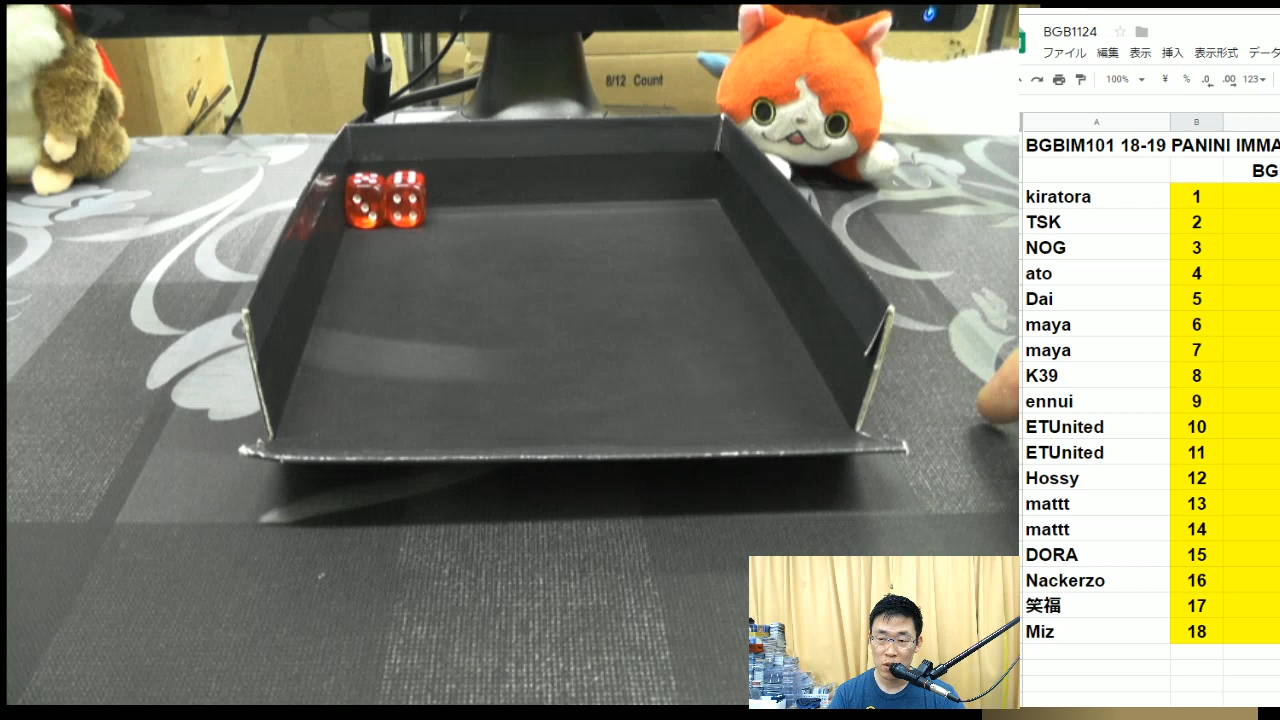 8/12 Count
BGB1124
ファイル 編集 表示 挿入 表示形式 データ
100% ¥ % .0 .00 123
A B
BGBIM101 18-19 PANINI IMMA
BG
kiratora 1
TSK 2
NOG 3
ato 4
Dai 5
maya 6
maya 7
K39 8
ennui 9
ETUnited 10
ETUnited 11
Hossy 12
mattt 13
mattt 14
DORA 15
Nackerzo 16
笑福 17
Miz 18